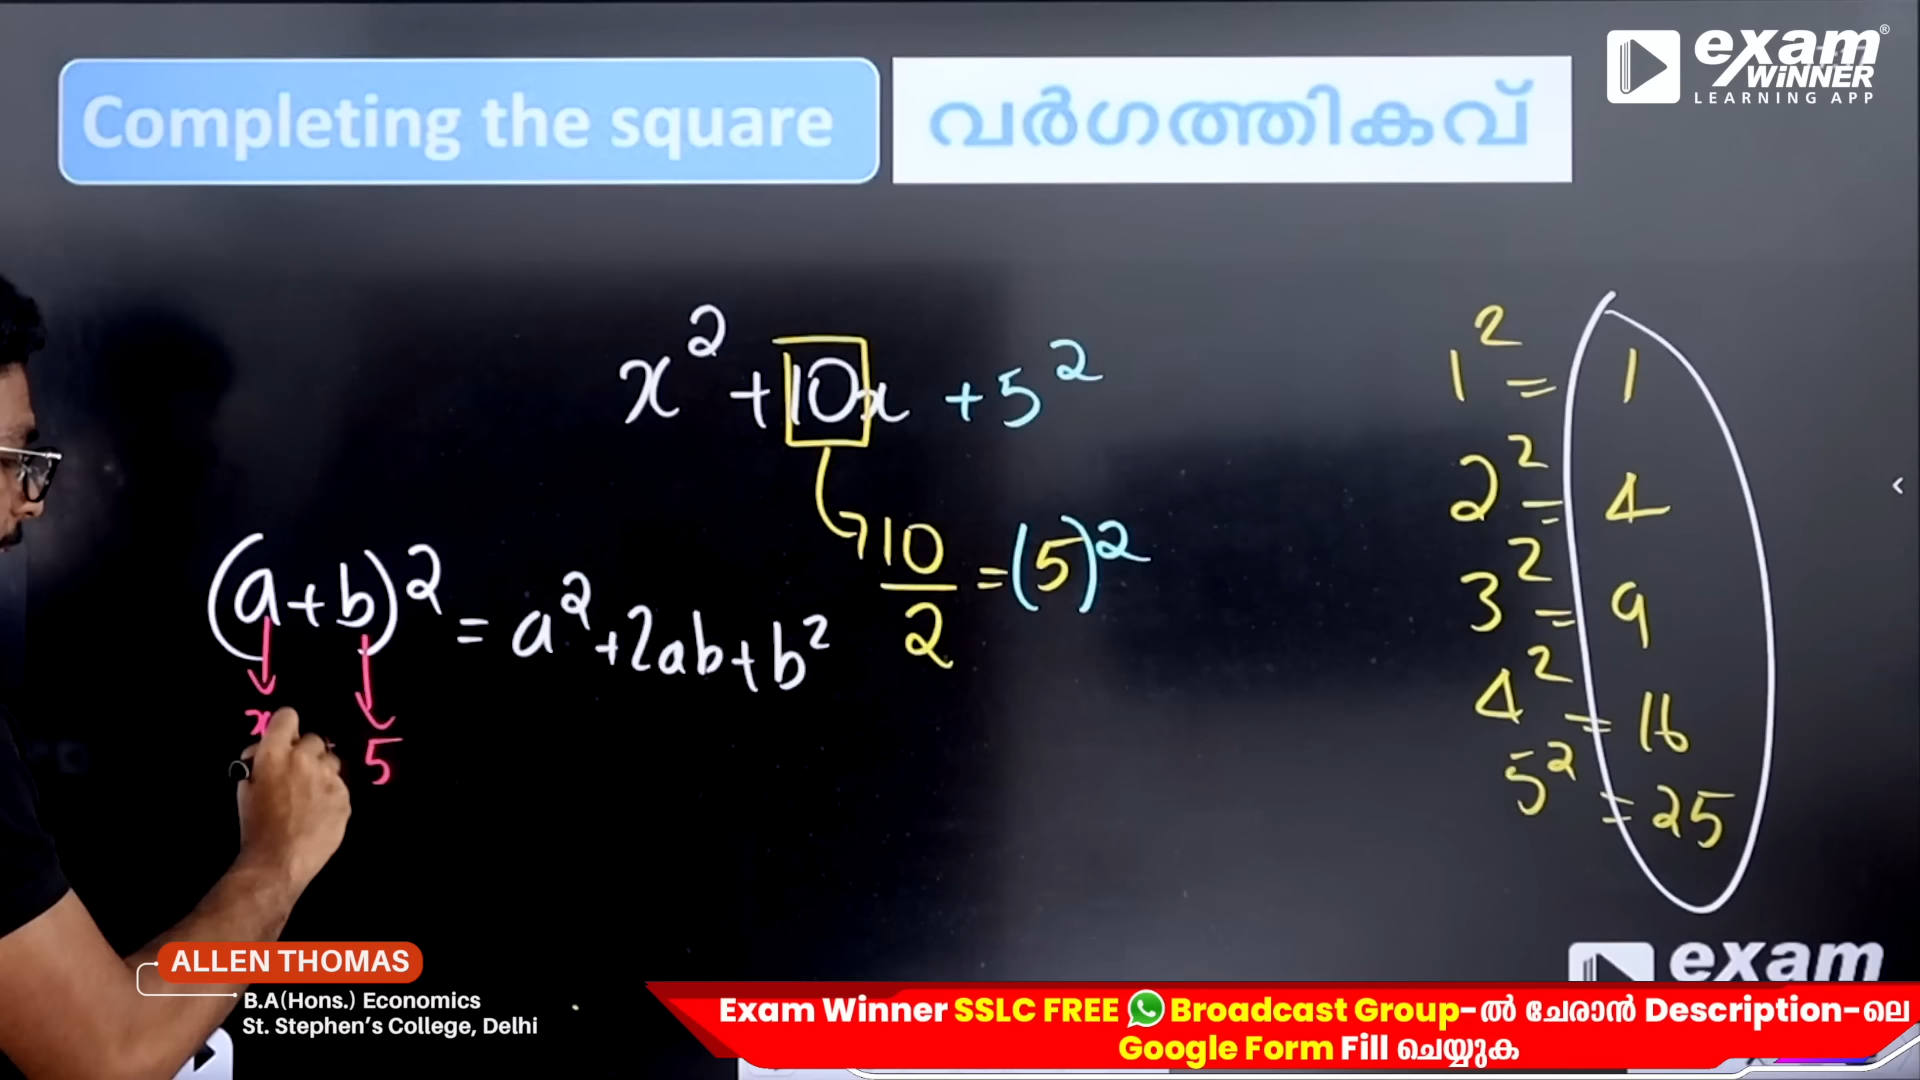 exam®
WINNER
LEARNING APP
Completing the square
വർഗത്തികവ്
x² + 10x + 5²
10/2 = (5)²
(a+b)² = a² + 2ab + b²
x
5
1² = 1
2² = 4
3² = 9
4² = 16
5² = 25
ALLEN THOMAS
B.A(Hons.) Economics
St. Stephen's College, Delhi
exam
Exam Winner SSLC FREE Broadcast Group-ൽ ചേരാൻ Description-ലെ
Google Form Fill ചെയ്യുക